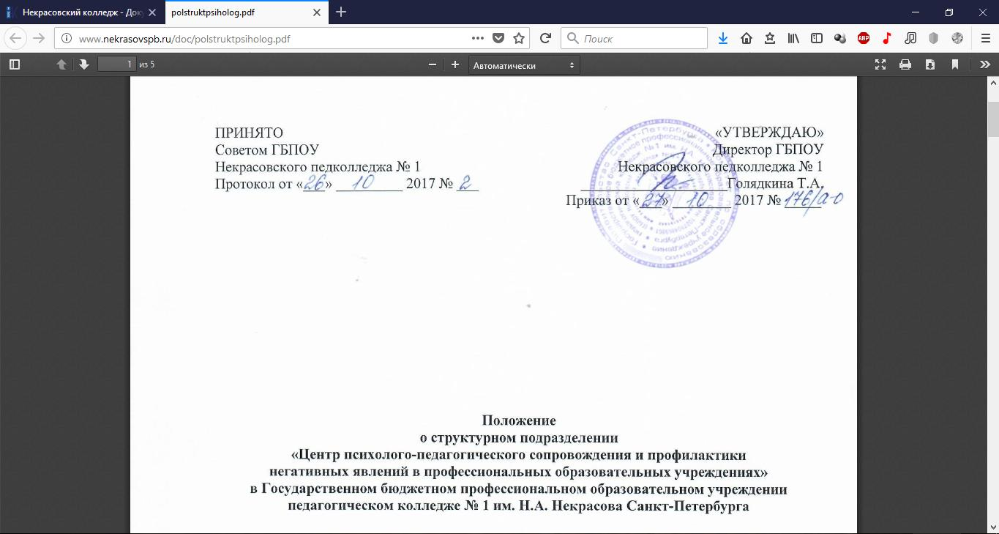 Некрасовский колледж - Доку
polstruktpsiholog.pdf
www.nekrasovspb.ru/doc/polstruktpsiholog.pdf
Поиск
ABP
1 из 5
Автоматически
ПРИНЯТО
Советом ГБПОУ
Некрасовского педколледжа № 1
Протокол от «26» 10 2017 № 2
«УТВЕРЖДАЮ»
Директор ГБПОУ
Некрасовского педколледжа № 1
Голядкина Т.А.
Приказ от «27» 10 2017 № 176/а-о
Положение
о структурном подразделении
«Центр психолого-педагогического сопровождения и профилактики
негативных явлений в профессиональных образовательных учреждениях»
в Государственном бюджетном профессиональном образовательном учреждении
педагогическом колледже № 1 им. Н.А. Некрасова Санкт-Петербурга